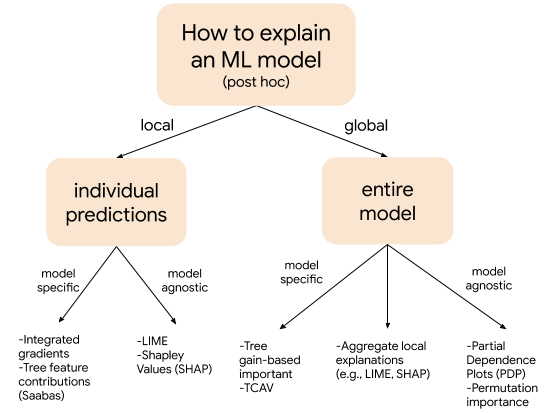 How to explain
an ML model
(post hoc)
local
global
individual
predictions
entire
model
model
specific
model
agnostic
model
specific
model
agnostic
-Integrated
gradients
-Tree feature
contributions
(Saabas)
-LIME
-Shapley
Values (SHAP)
-Tree
gain-based
important
-TCAV
-Aggregate local
explanations
(e.g., LIME, SHAP)
-Partial
Dependence
Plots (PDP)
-Permutation
importance